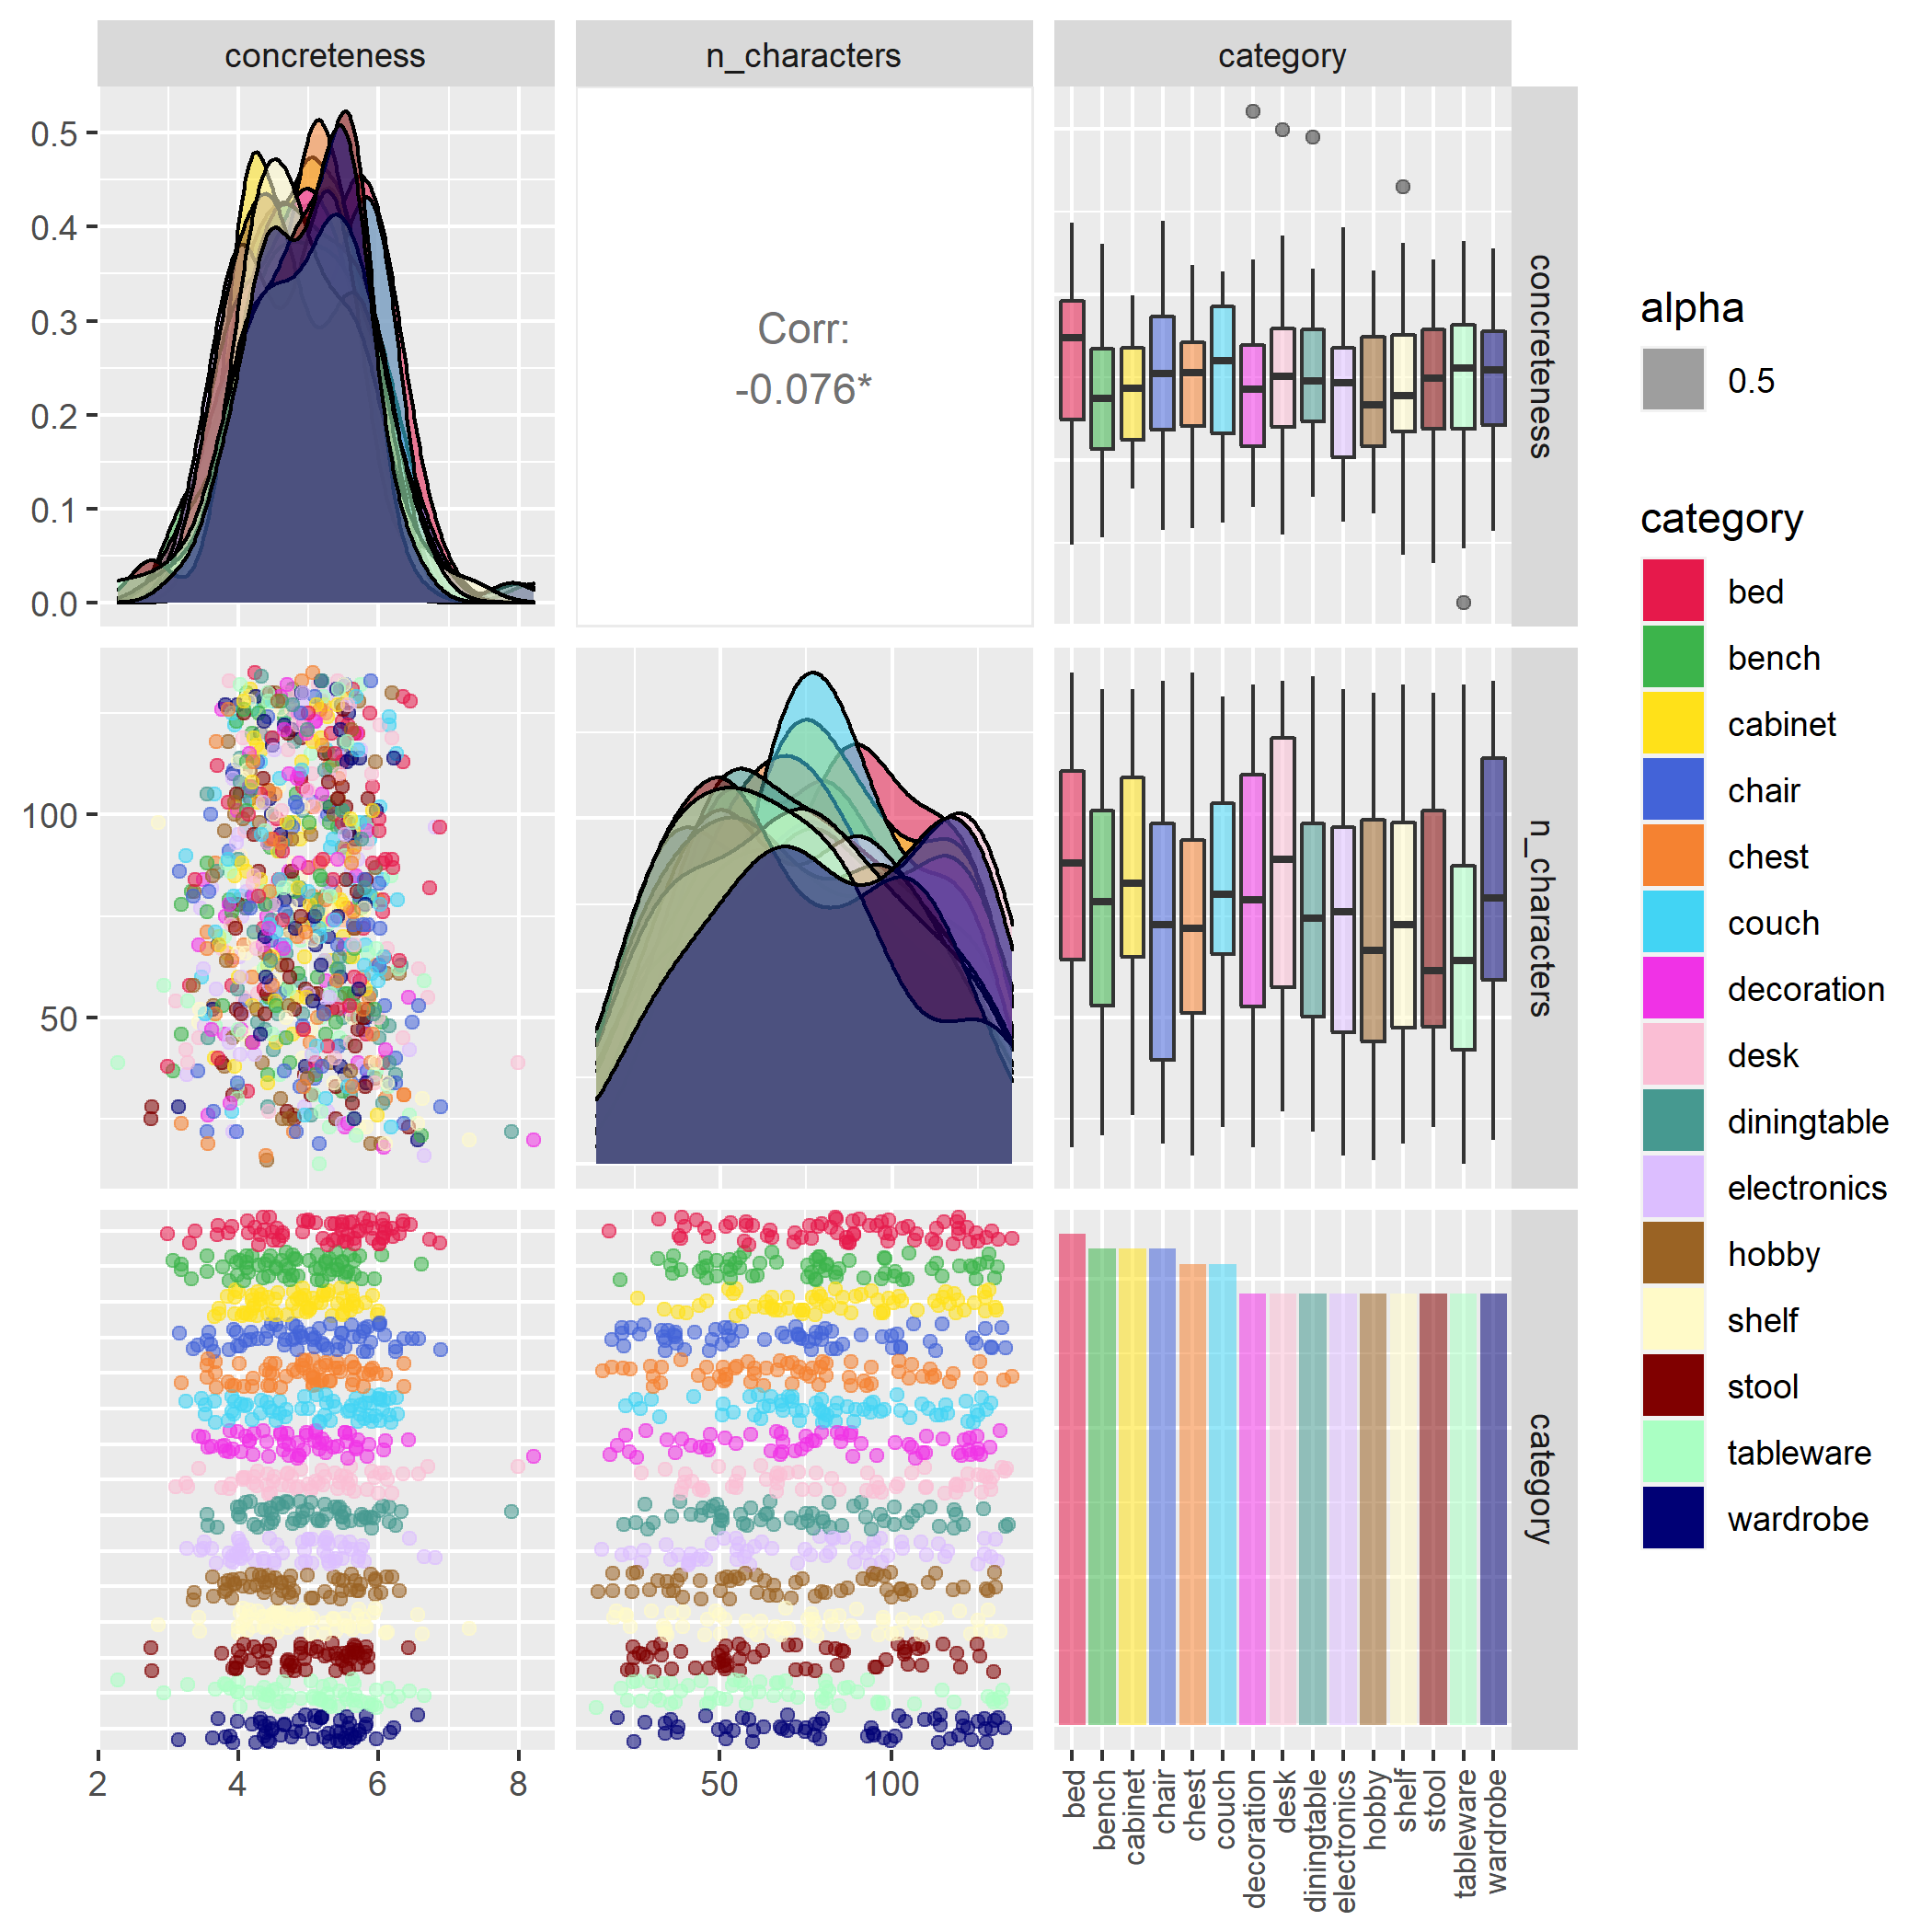 concreteness
n_characters
category
0.5
0.4
0.3
0.2
0.1
0.0
Corr:
-0.076*
concreteness
100
50
n_characters
category
2
4
6
8
50
100
bed
bench
cabinet
chair
chest
couch
decoration
desk
diningtable
electronics
hobby
shelf
stool
tableware
wardrobe
alpha
0.5
category
bed
bench
cabinet
chair
chest
couch
decoration
desk
diningtable
electronics
hobby
shelf
stool
tableware
wardrobe